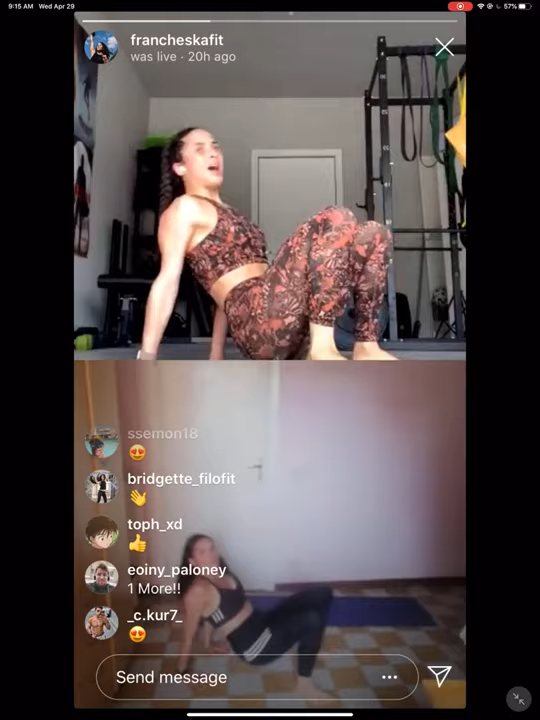 9:15 AM Wed Apr 29
57%
francheskafit
was live · 20h ago
ssemon18
😍
bridgette_filofit
👋
toph_xd
👍
eoiny_paloney
1 More!!
_c.kur7_
😍
Send message